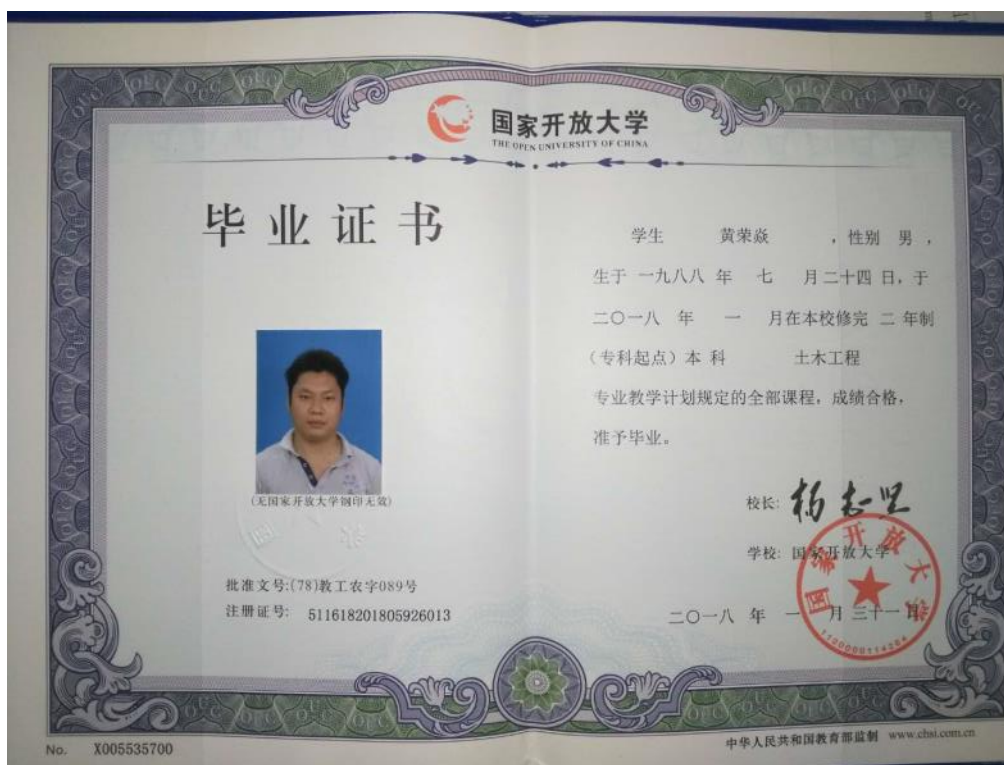 国家开放大学
THE OPEN UNIVERSITY OF CHINA
毕业证书
学生 黄荣焱 ，性别 男 ，
生于 一九八八 年 七 月 二十四 日，于
二〇一八 年 一 月在本校修完 二 年制
（专科起点）本 科 土木工程
专业教学计划规定的全部课程，成绩合格，
准予毕业。
(无国家开放大学钢印无效)
校长:
学校: 国家开放大学
批准文号:(78)教工农字089号
注册证号: 511618201805926013
二〇一八 年 一 月 三十一 日
国家开放大学
No. X005535700
中华人民共和国教育部监制 www.chsi.com.cn